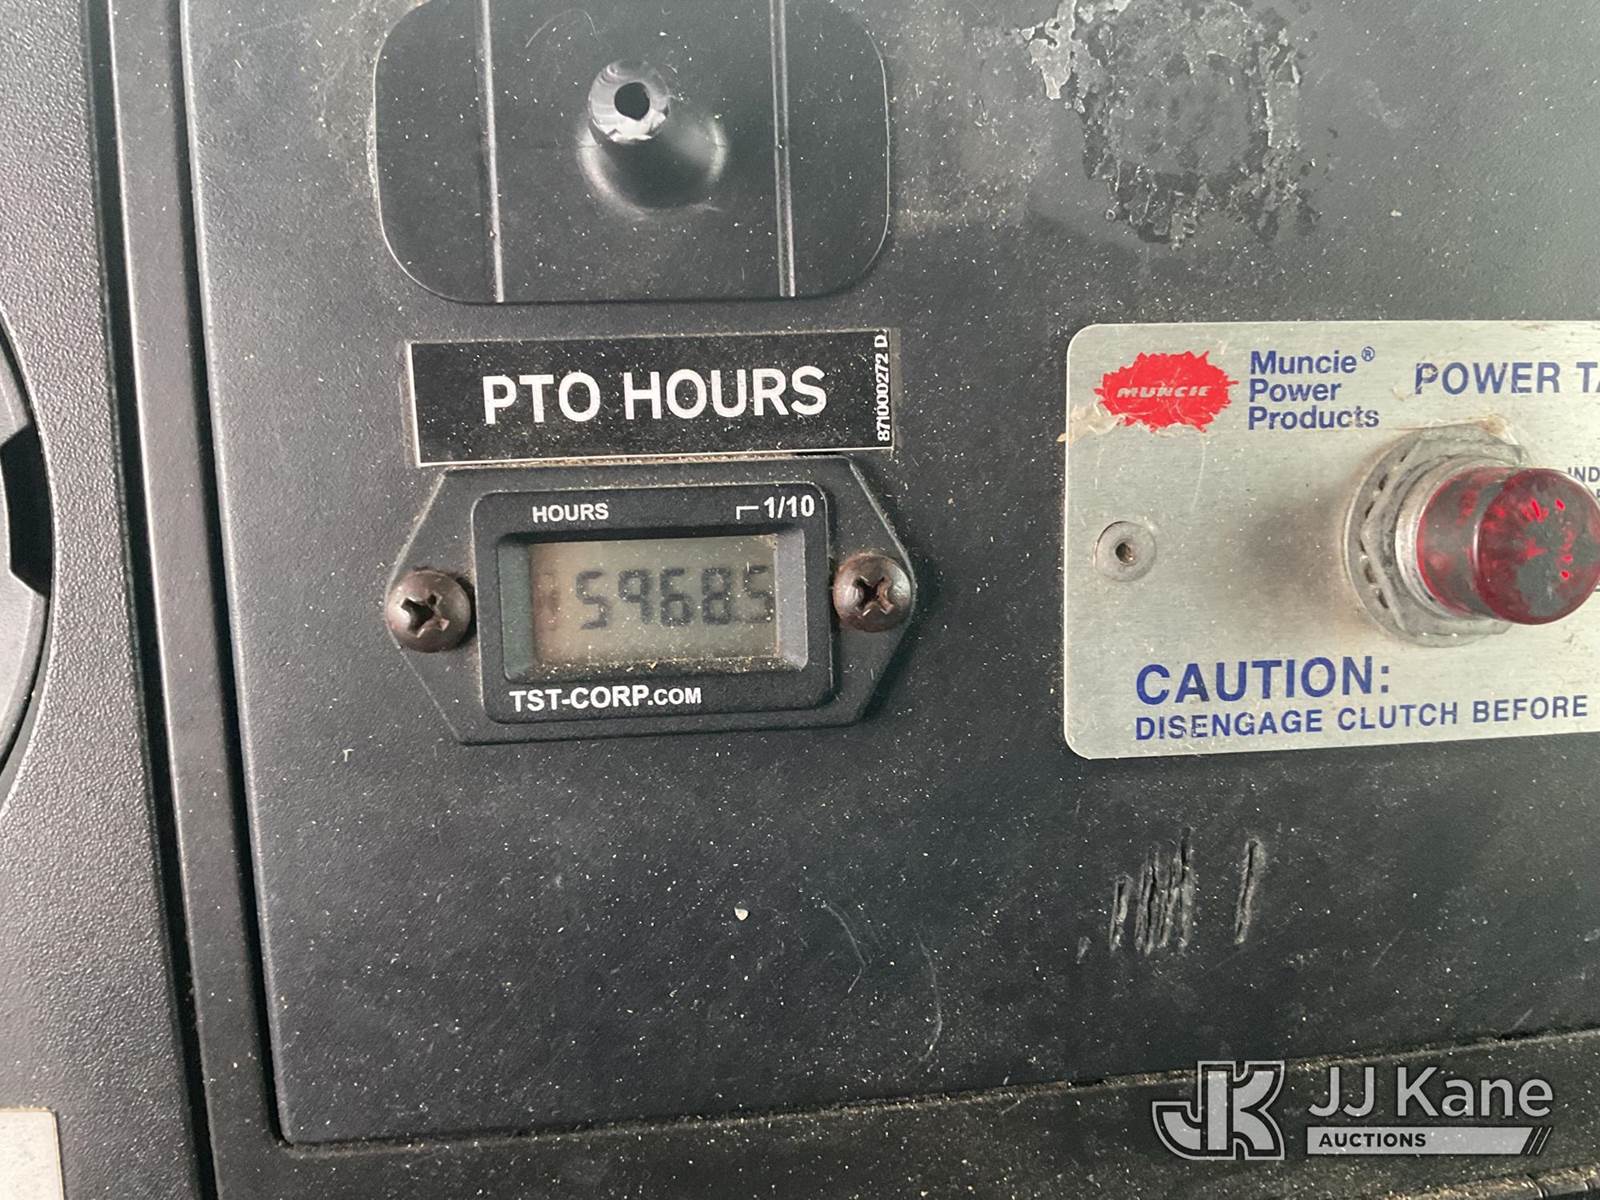 PTO HOURS
871000272 D
HOURS
1/10
5968.5
TST-CORP.COM
MUNCIE
Muncie®
Power
Products
POWER
CAUTION:
DISENGAGE CLUTCH BEFORE
JK JJ Kane
AUCTIONS